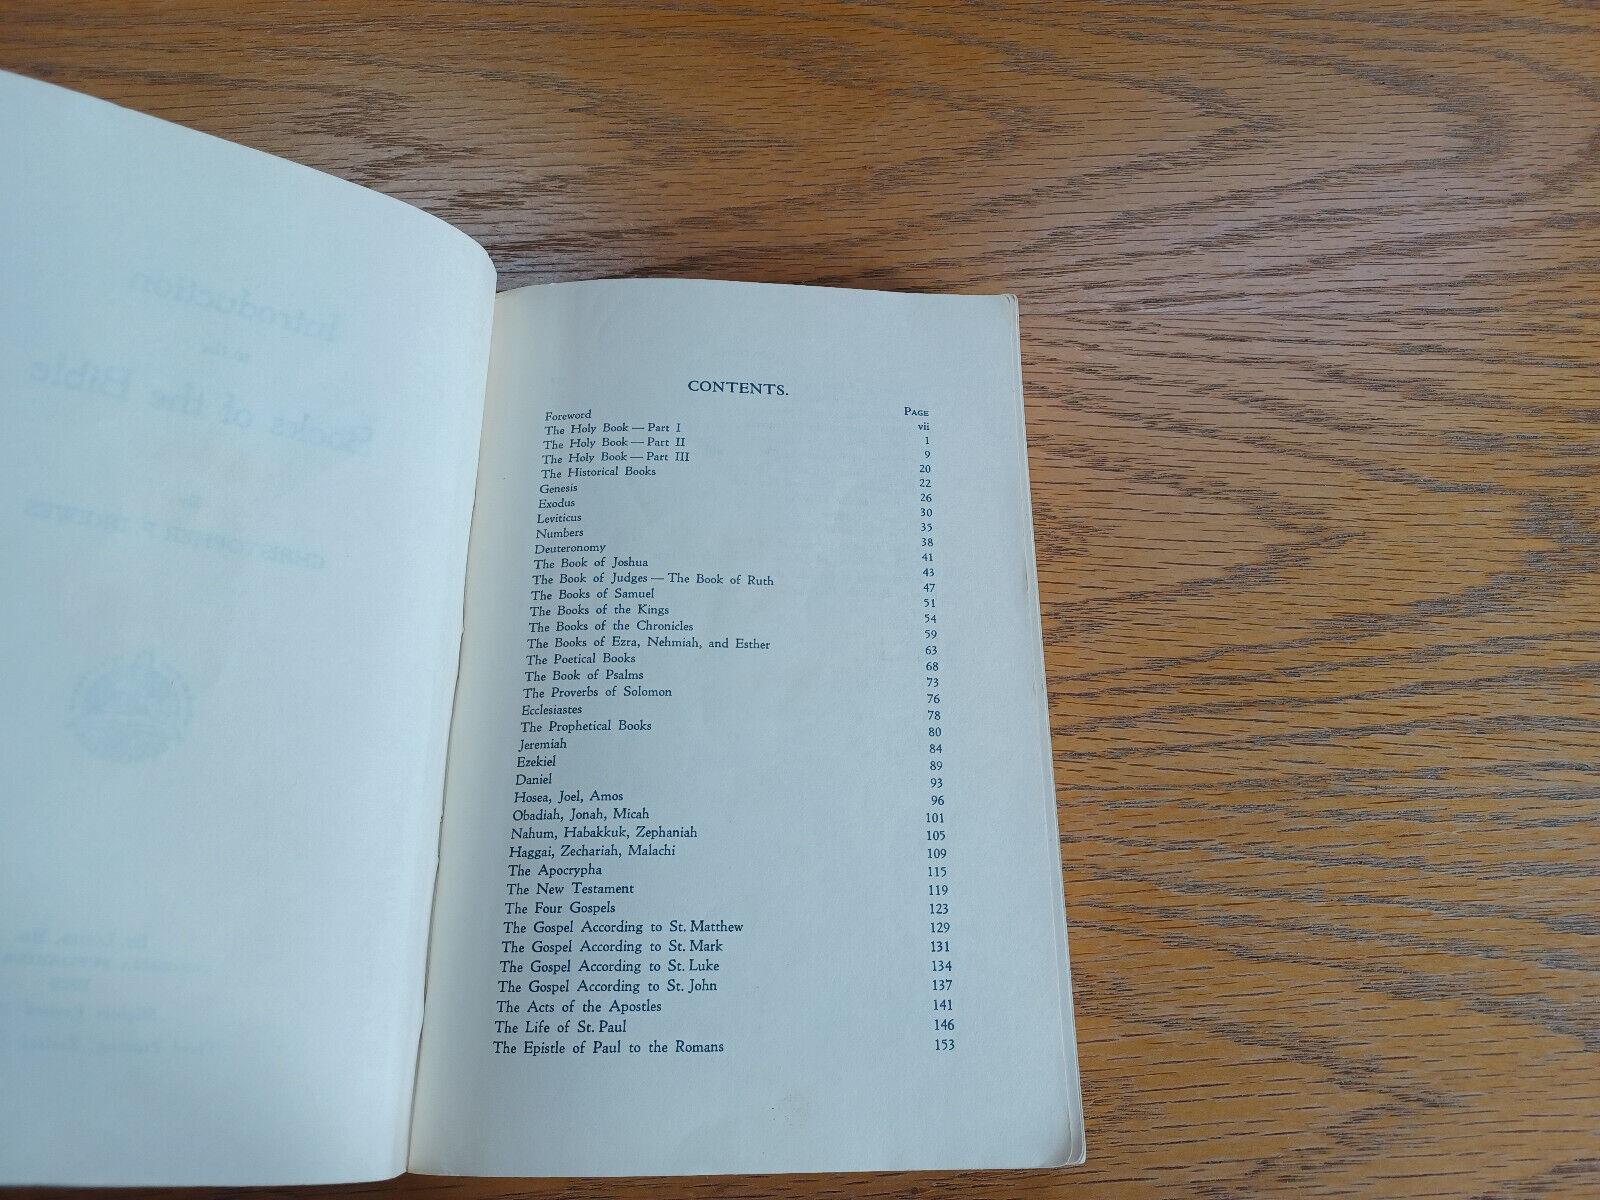 Introduction
to the
Books of the Bible
CONTENTS.
PAGE
Foreword vii
The Holy Book — Part I 1
The Holy Book — Part II 9
The Holy Book — Part III 20
The Historical Books 22
Genesis 26
Exodus 30
Leviticus 35
Numbers 38
Deuteronomy 41
The Book of Joshua 43
The Book of Judges — The Book of Ruth 47
The Books of Samuel 51
The Books of the Kings 54
The Books of the Chronicles 59
The Books of Ezra, Nehmiah, and Esther 63
The Poetical Books 68
The Book of Psalms 73
The Proverbs of Solomon 76
Ecclesiastes 78
The Prophetical Books 80
Jeremiah 84
Ezekiel 89
Daniel 93
Hosea, Joel, Amos 96
Obadiah, Jonah, Micah 101
Nahum, Habakkuk, Zephaniah 105
Haggai, Zechariah, Malachi 109
The Apocrypha 115
The New Testament 119
The Four Gospels 123
The Gospel According to St. Matthew 129
The Gospel According to St. Mark 131
The Gospel According to St. Luke 134
The Gospel According to St. John 137
The Acts of the Apostles 141
The Life of St. Paul 146
The Epistle of Paul to the Romans 153